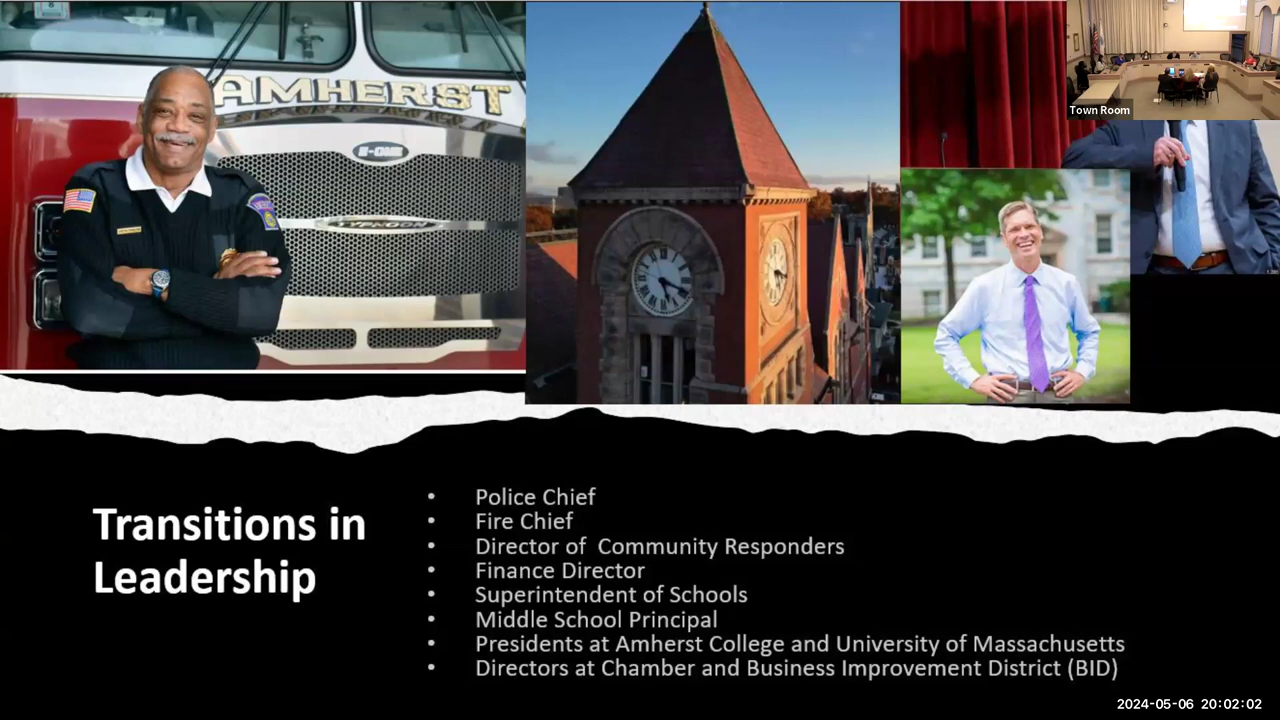 AMHERST
E-ONE
TYPHOON
Town Room
Transitions in
Leadership
• Police Chief
• Fire Chief
• Director of Community Responders
• Finance Director
• Superintendent of Schools
• Middle School Principal
• Presidents at Amherst College and University of Massachusetts
• Directors at Chamber and Business Improvement District (BID)
2024-05-06 20:02:02